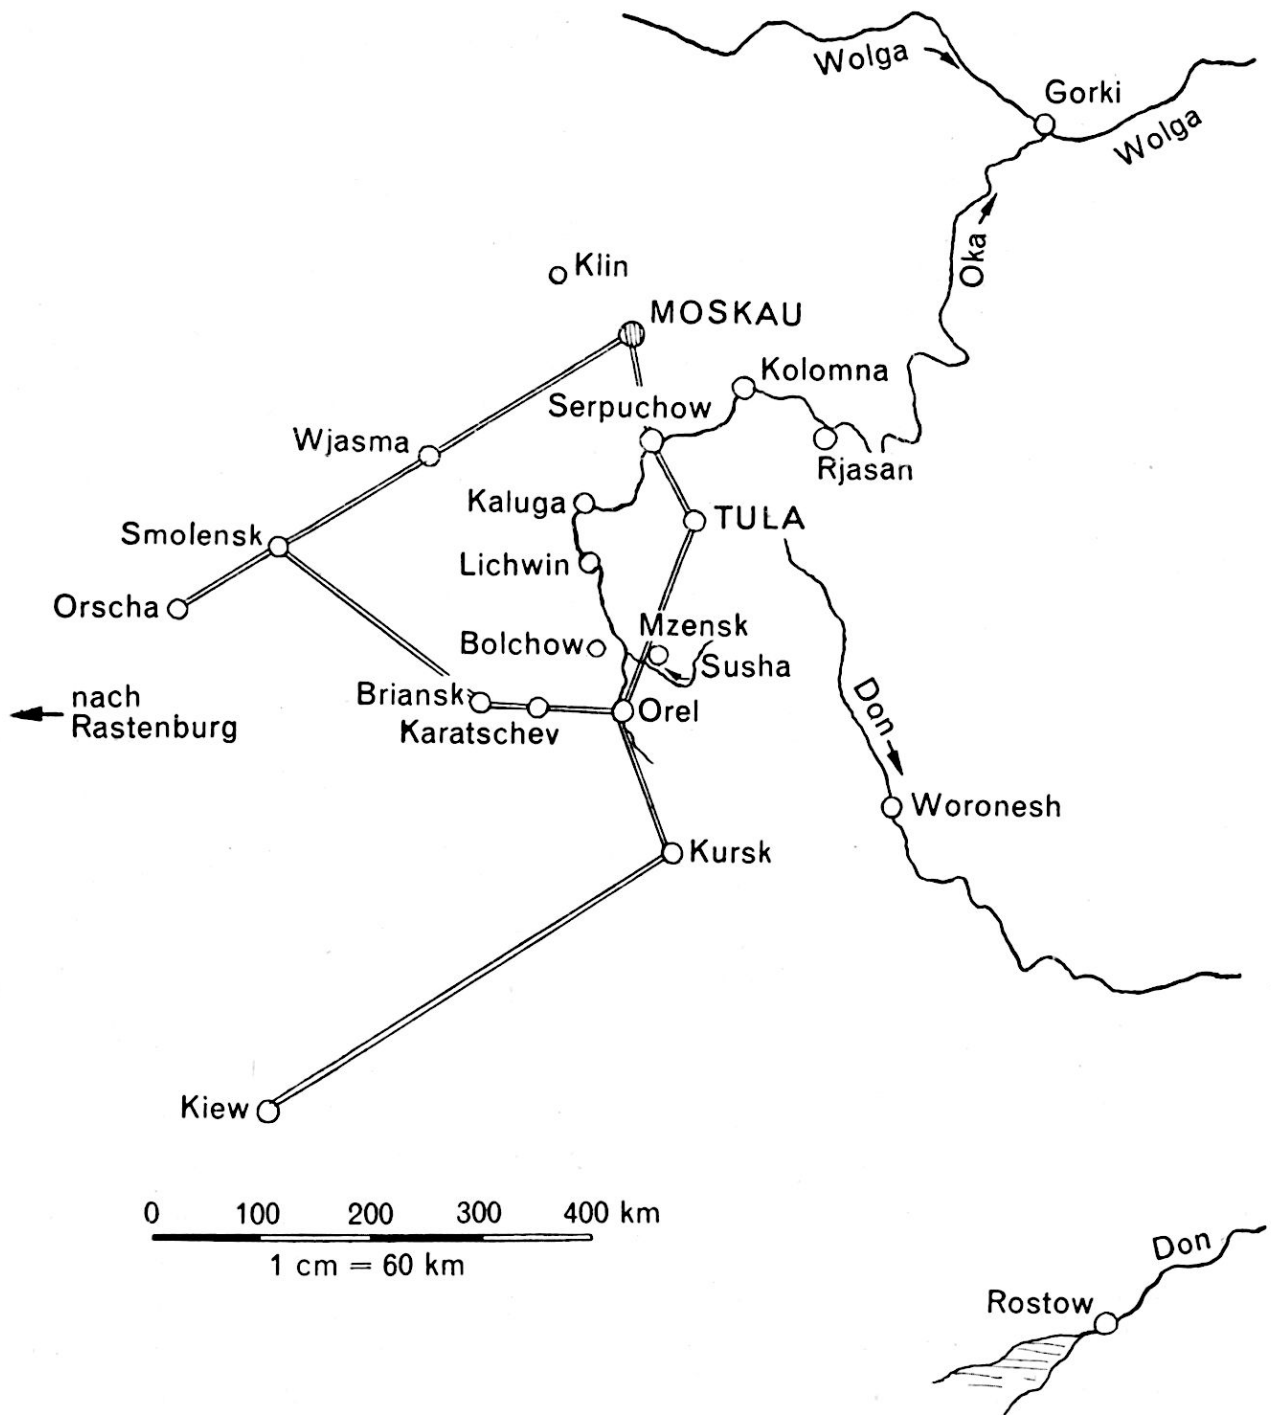 Wolga
Gorki
Wolga
Oka
Klin
MOSKAU
Kolomna
Serpuchow
Wjasma
Rjasan
Kaluga
TULA
Smolensk
Lichwin
Orscha
Mzensk
Bolchow
Susha
nach
Rastenburg
Briansk
Orel
Karatschev
Don
Woronesh
Kursk
Kiew
0 100 200 300 400 km
1 cm = 60 km
Don
Rostow